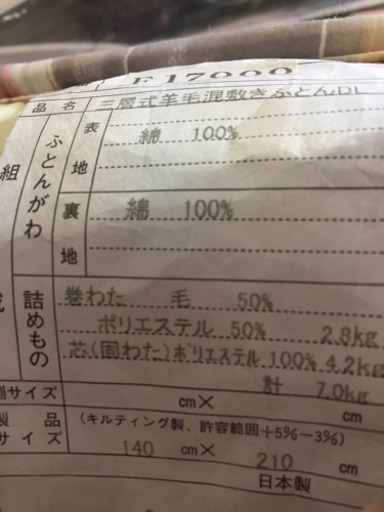 F17000
品名 三層式羊毛混敷きふとんDL
組 ふとんがわ 表地 綿 100%
裏地 綿 100%
成 詰めもの 巻わた 毛 50%
ポリエステル 50% 2.8kg
芯(固わた)ポリエステル 100% 4.2kg
計 7.0kg
側サイズ cm× cm
製品サイズ (キルティング製、許容範囲+5%-3%)
140 cm× 210 cm
日本製